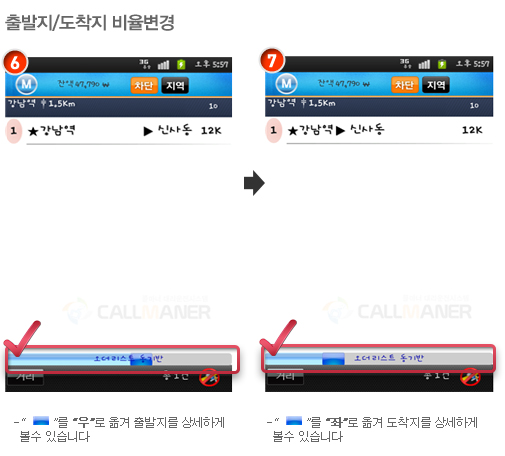 출발지/도착지 비율변경
6
3G
오후 5:57
M
잔액 47,790 ₩
차단
지역
강남역 1,5Km
10
1 ★강남역 ▶ 신사동 12K
CALLMANER
오더리스트 동기반
거리
총 1건
- " "를 "우"로 옮겨 출발지를 상세하게
볼수 있습니다
7
3G
오후 5:57
M
잔액 47,790 ₩
차단
지역
강남역 1,5Km
10
1 ★강남역 ▶ 신사동 12K
CALLMANER
오더리스트 동기반
거리
총 1건
- " "를 "좌"로 옮겨 도착지를 상세하게
볼수 있습니다